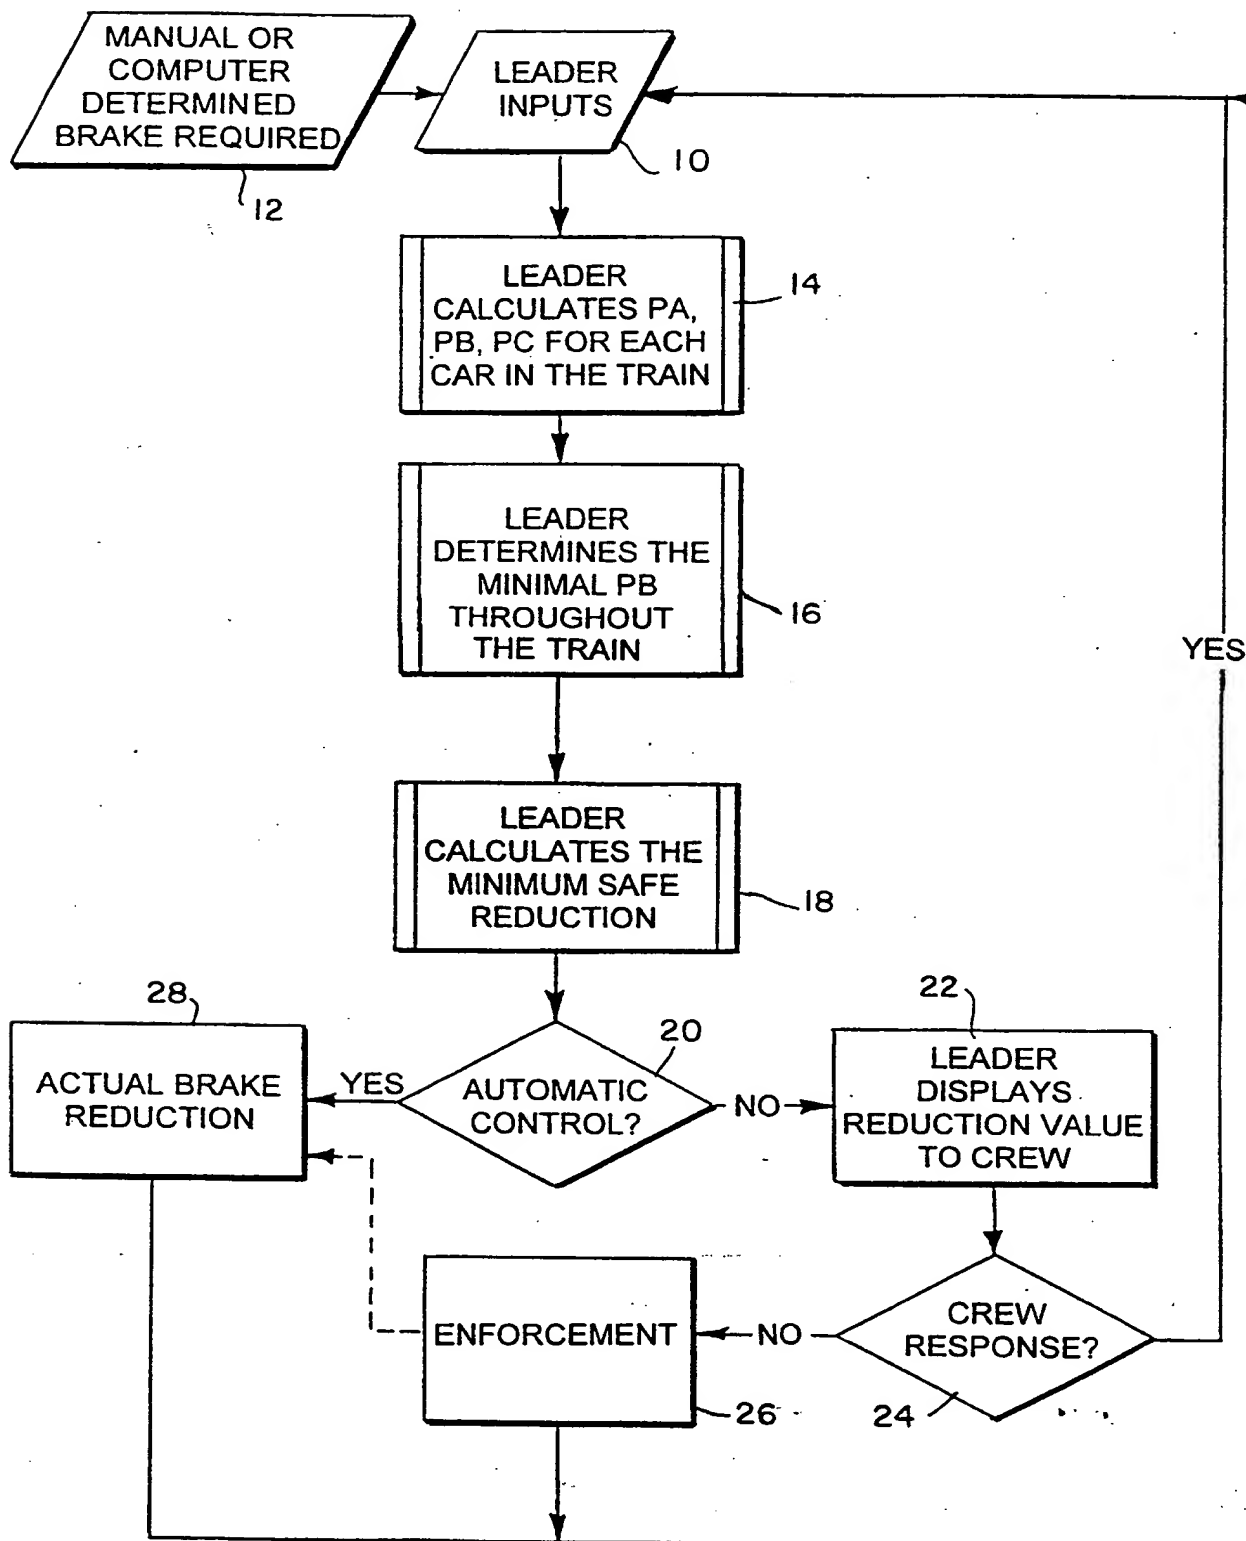 MANUAL OR
COMPUTER
DETERMINED
BRAKE REQUIRED
12
LEADER
INPUTS
10
LEADER
CALCULATES PA,
PB, PC FOR EACH
CAR IN THE TRAIN
14
LEADER
DETERMINES THE
MINIMAL PB
THROUGHOUT
THE TRAIN
16
YES
LEADER
CALCULATES THE
MINIMUM SAFE
REDUCTION
18
28
ACTUAL BRAKE
REDUCTION
YES
20
AUTOMATIC
CONTROL?
NO
22
LEADER
DISPLAYS
REDUCTION VALUE
TO CREW
ENFORCEMENT
26
NO
CREW
RESPONSE?
24